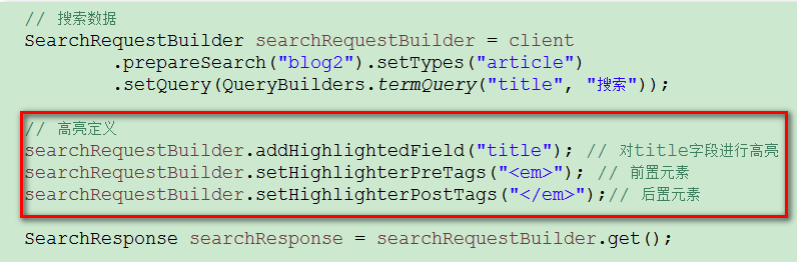 // 搜索数据
SearchRequestBuilder searchRequestBuilder = client
.prepareSearch("blog2").setTypes("article")
.setQuery(QueryBuilders.termQuery("title", "搜索"));
// 高亮定义
searchRequestBuilder.addHighlightedField("title"); // 对title字段进行高亮
searchRequestBuilder.setHighlighterPreTags("<em>"); // 前置元素
searchRequestBuilder.setHighlighterPostTags("</em>");// 后置元素
SearchResponse searchResponse = searchRequestBuilder.get();